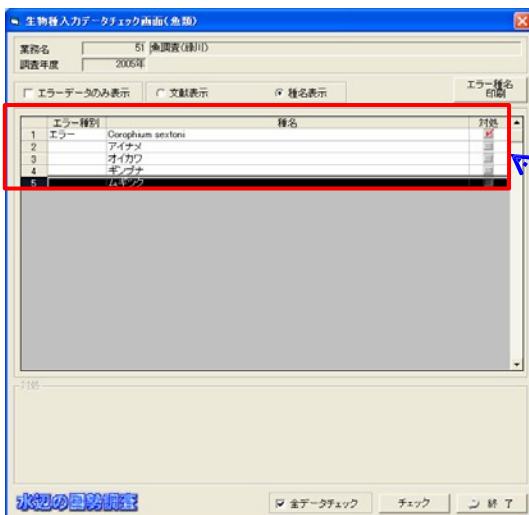 生物種入力データチェック画面(魚類)
業務名 51 魚調査(緑川)
調査年度 2005年
エラーデータのみ表示 文献表示 種名表示 エラー種名印刷
エラー種別 種名 対処
1 エラー Corophium sextoni
2 アイナメ
3 オイカワ
4 ギンブナ
5 ムギツク
対処
水辺の国勢調査 全データチェック チェック 終了